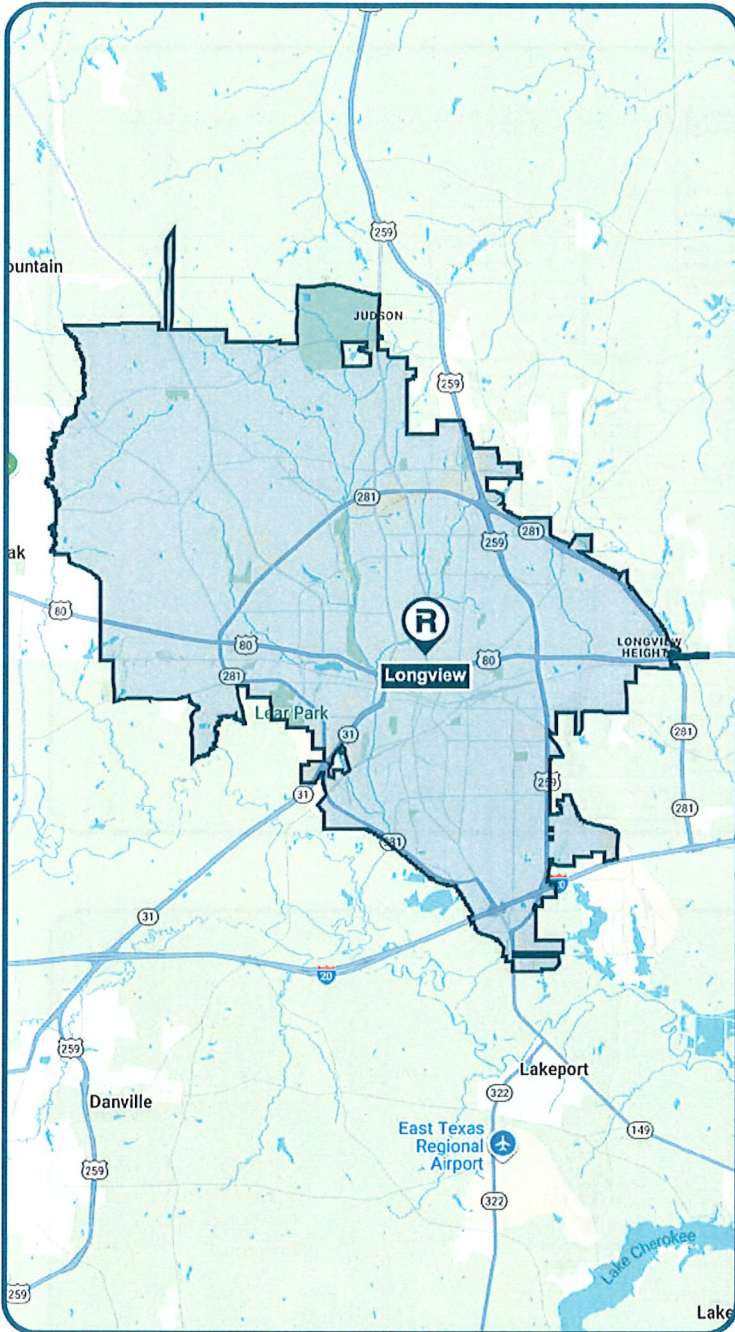 259
ountain
JUDSON
259
281
281
259
ak
80
R
LONGVIEW
HEIGHT
80
80
Longview
281
Lear Park
31
281
259
31
281
31
20
259
Lakeport
322
Danville
East Texas
Regional
Airport
149
259
322
Lake Cherokee
259
Lake